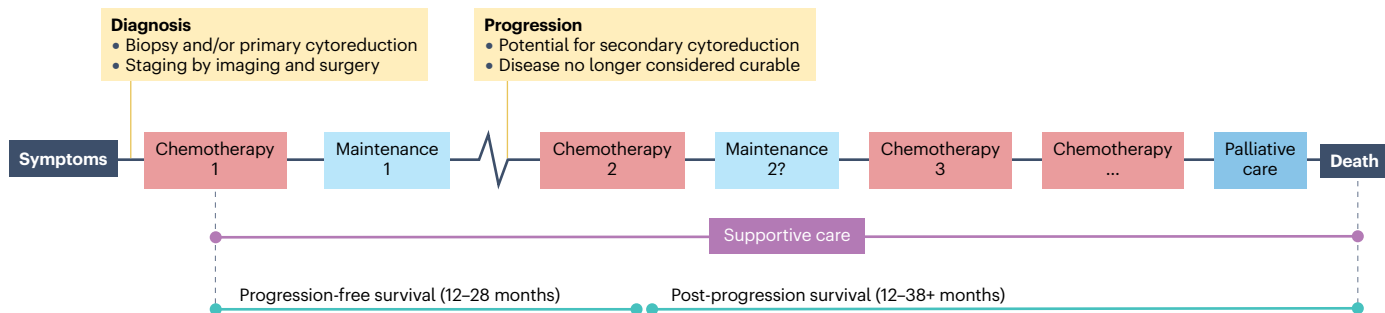 Diagnosis
• Biopsy and/or primary cytoreduction
• Staging by imaging and surgery
Progression
• Potential for secondary cytoreduction
• Disease no longer considered curable
Symptoms
Chemotherapy
1
Maintenance
1
Chemotherapy
2
Maintenance
2?
Chemotherapy
3
Chemotherapy
...
Palliative
care
Death
Supportive care
Progression-free survival (12–28 months)
Post-progression survival (12–38+ months)